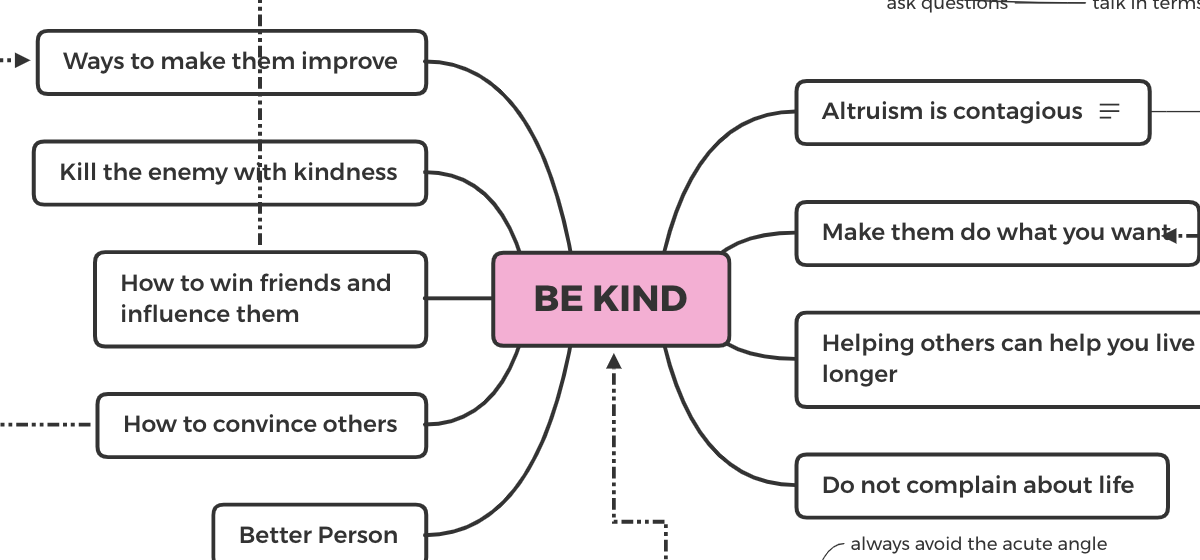 ask questions
talk in terms
Ways to make them improve
Kill the enemy with kindness
How to win friends and
influence them
How to convince others
Better Person
BE KIND
Altruism is contagious
Make them do what you want
Helping others can help you live
longer
Do not complain about life
always avoid the acute angle